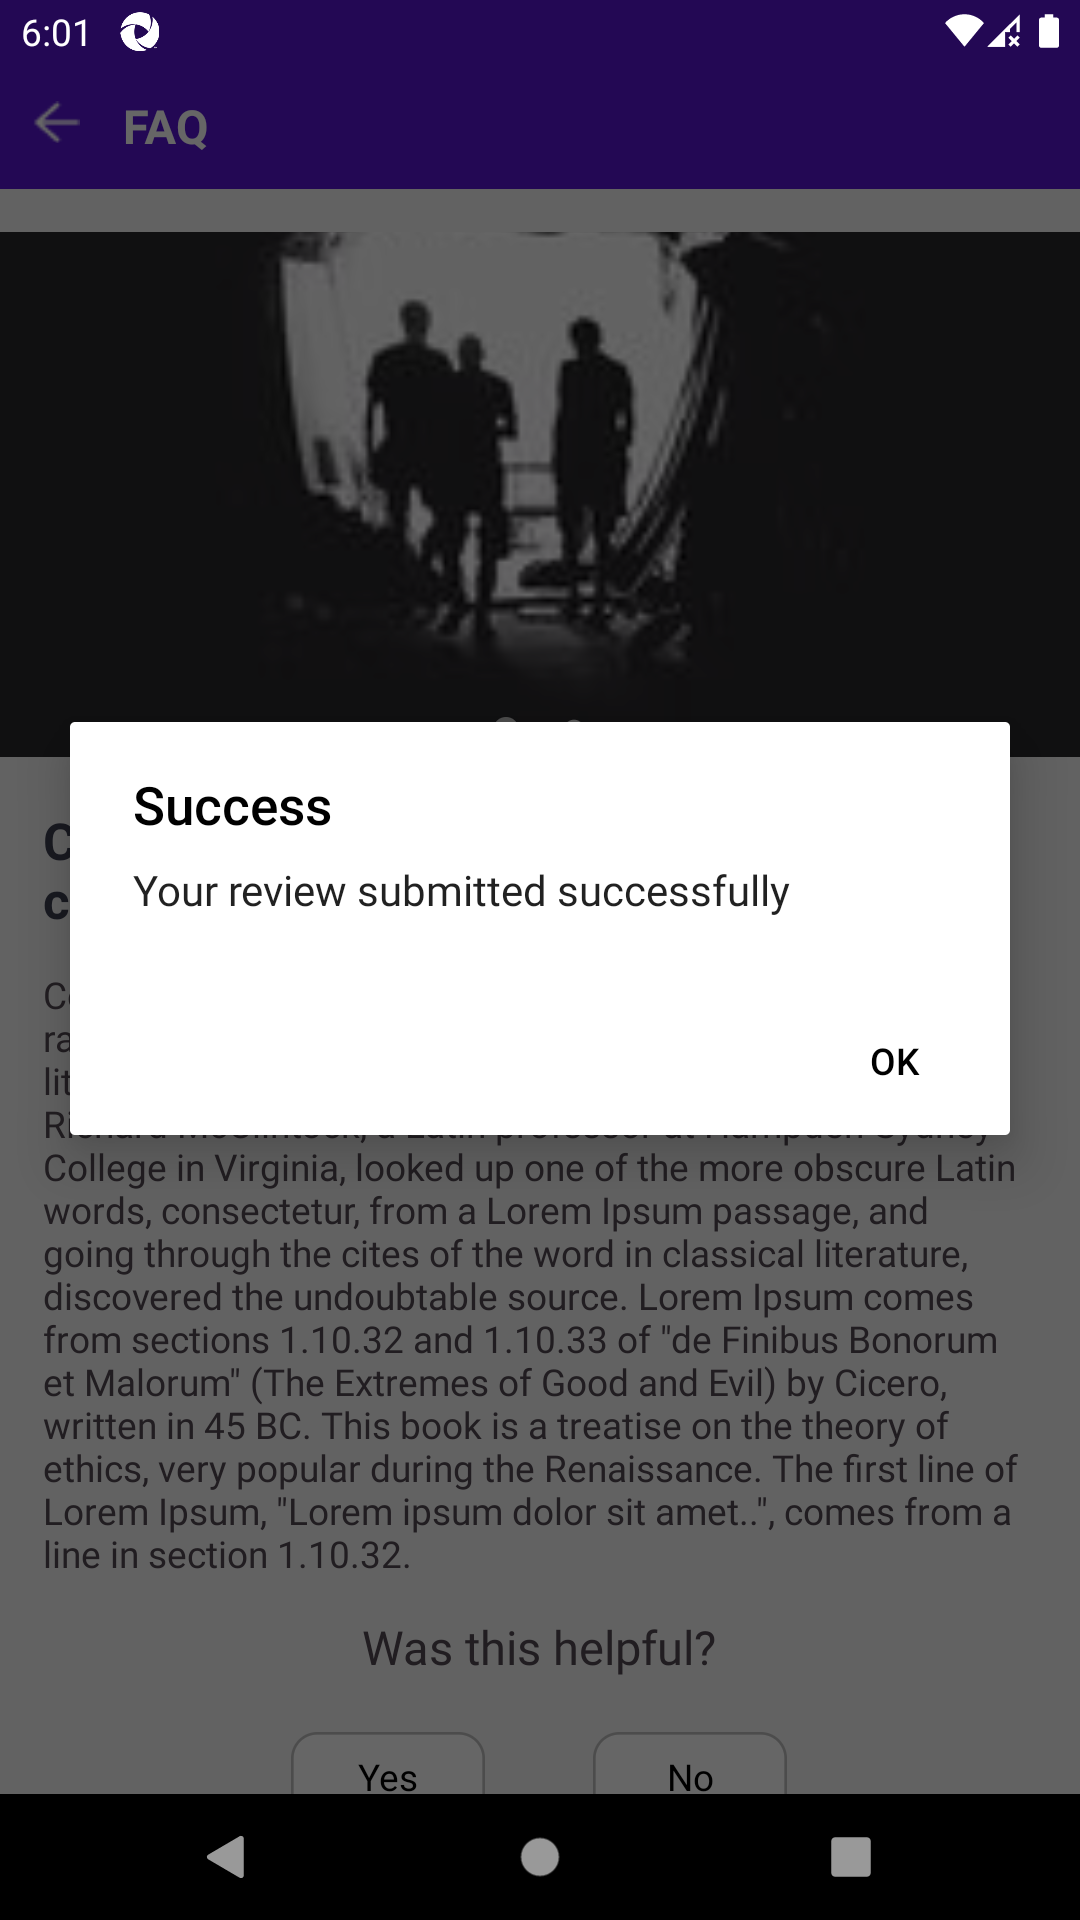 6:01
FAQ
Success
Your review submitted successfully
OK
College in Virginia, looked up one of the more obscure Latin
words, consectetur, from a Lorem Ipsum passage, and
going through the cites of the word in classical literature,
discovered the undoubtable source. Lorem Ipsum comes
from sections 1.10.32 and 1.10.33 of "de Finibus Bonorum
et Malorum" (The Extremes of Good and Evil) by Cicero,
written in 45 BC. This book is a treatise on the theory of
ethics, very popular during the Renaissance. The first line of
Lorem Ipsum, "Lorem ipsum dolor sit amet..", comes from a
line in section 1.10.32.
Was this helpful?
Yes
No